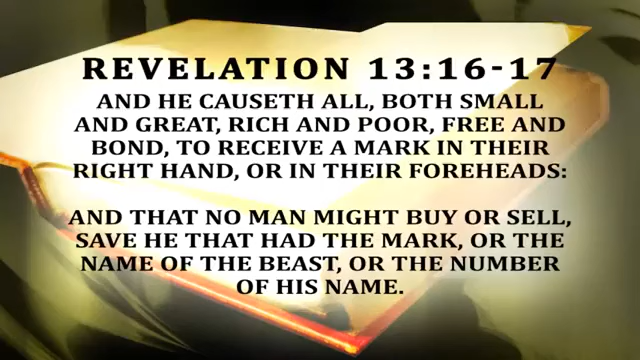 REVELATION 13:16-17
AND HE CAUSETH ALL, BOTH SMALL
AND GREAT, RICH AND POOR, FREE AND
BOND, TO RECEIVE A MARK IN THEIR
RIGHT HAND, OR IN THEIR FOREHEADS:
AND THAT NO MAN MIGHT BUY OR SELL,
SAVE HE THAT HAD THE MARK, OR THE
NAME OF THE BEAST, OR THE NUMBER
OF HIS NAME.